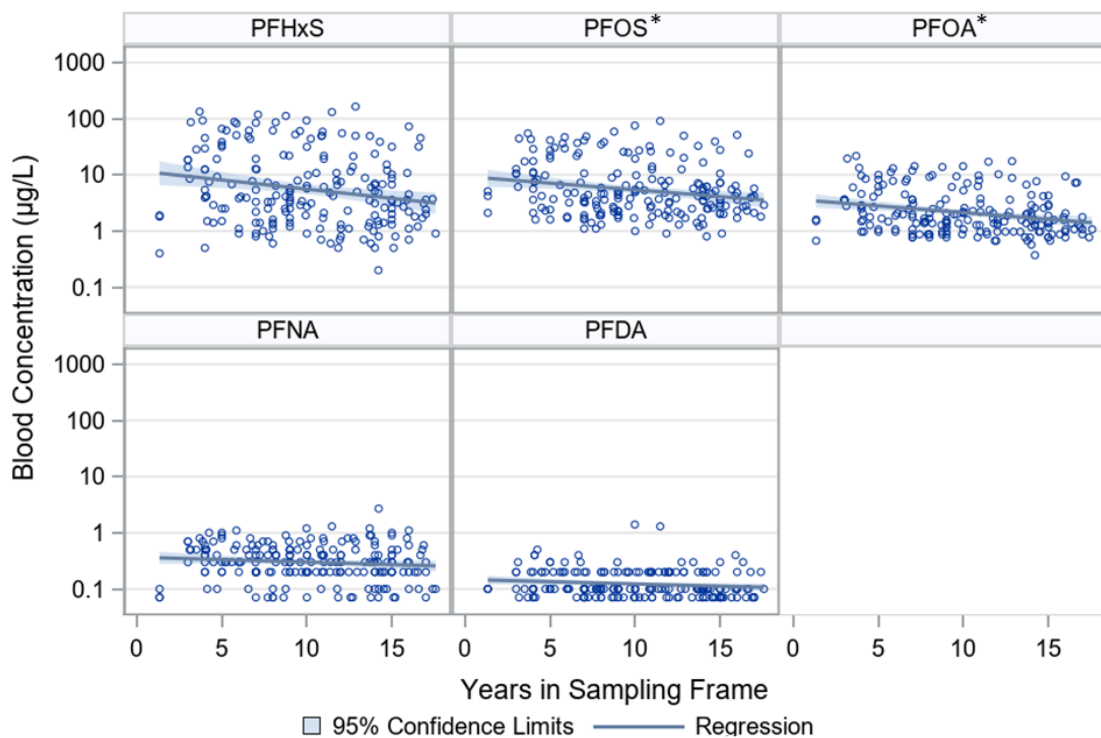 PFHxS PFOS* PFOA*
1000
100
10
1
0.1
PFNA PFDA
1000
100
10
1
0.1
0 5 10 15 0 5 10 15 0 5 10 15
Blood Concentration (µg/L)
Years in Sampling Frame
95% Confidence Limits Regression